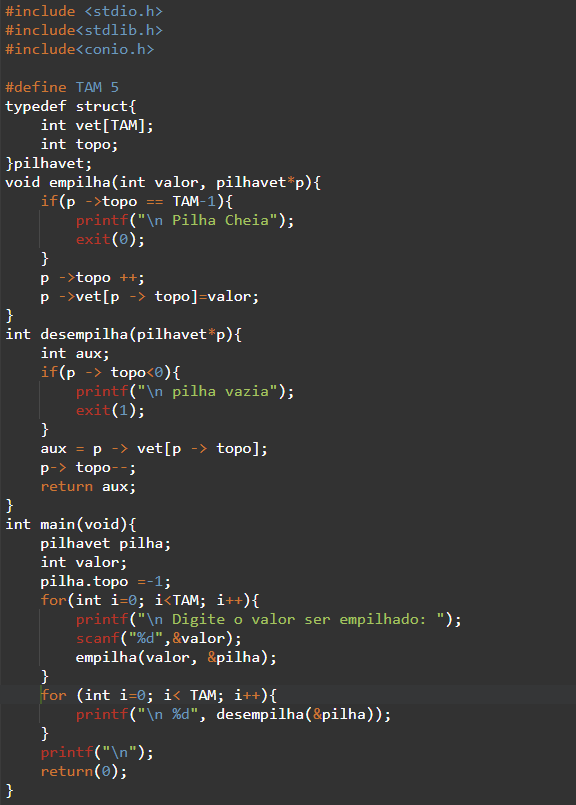 #include <stdio.h>
#include<stdlib.h>
#include<conio.h>

#define TAM 5
typedef struct{
    int vet[TAM];
    int topo;
}pilhavet;
void empilha(int valor, pilhavet*p){
    if(p ->topo == TAM-1){
        printf("\n Pilha Cheia");
        exit(0);
    }
    p ->topo ++;
    p ->vet[p -> topo]=valor;
}
int desempilha(pilhavet*p){
    int aux;
    if(p -> topo<0){
        printf("\n pilha vazia");
        exit(1);
    }
    aux = p -> vet[p -> topo];
    p-> topo--;
    return aux;
}
int main(void){
    pilhavet pilha;
    int valor;
    pilha.topo =-1;
    for(int i=0; i<TAM; i++){
        printf("\n Digite o valor ser empilhado: ");
        scanf("%d",&valor);
        empilha(valor, &pilha);
    }
    for (int i=0; i< TAM; i++){
        printf("\n %d", desempilha(&pilha));
    }
    printf("\n");
    return(0);
}